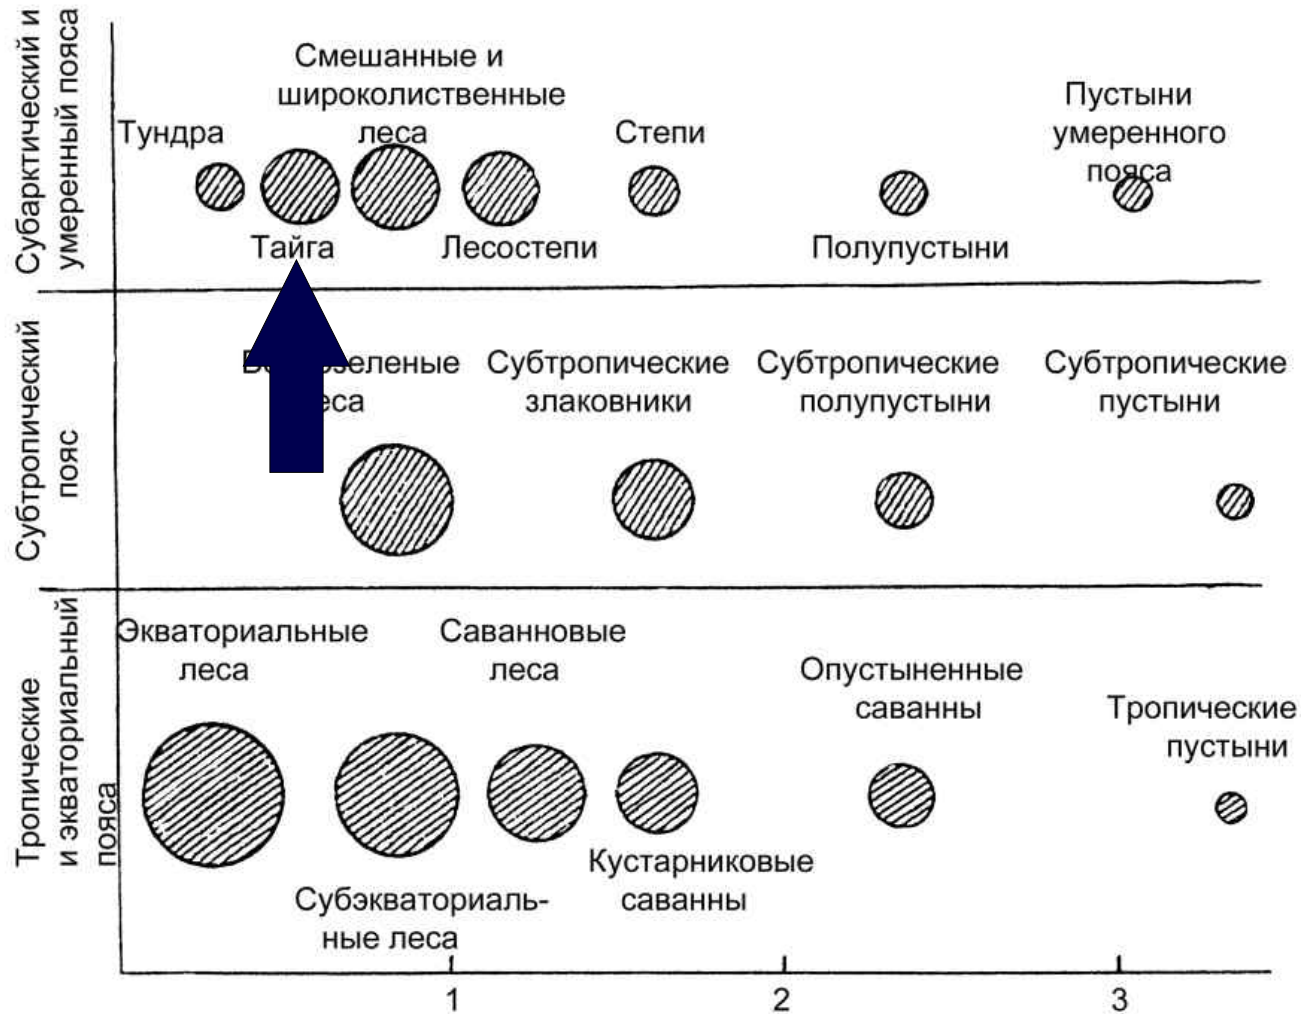 Субарктический и
умеренный пояса
Смешанные и
широколиственные
леса
Тундра
Степи
Пустыни
умеренного
пояса
Тайга
Лесостепи
Полупустыни
Субтропический
пояс
Субтропические
злаковники
Субтропические
полупустыни
Субтропические
пустыни
Тропические
и экваториальный
пояса
Экваториальные
леса
Саванновые
леса
Опустыненные
саванны
Тропические
пустыни
Субэкваториаль-
ные леса
Кустарниковые
саванны
1
2
3